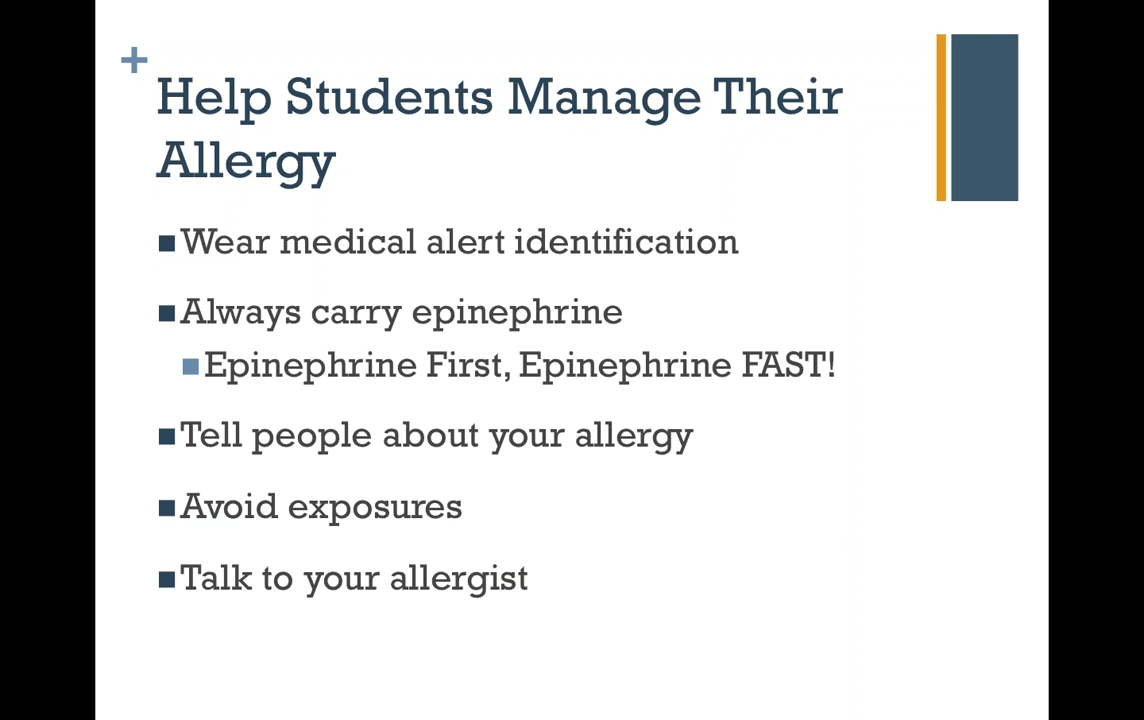 +
Help Students Manage Their
Allergy
Wear medical alert identification
Always carry epinephrine
Epinephrine First, Epinephrine FAST!
Tell people about your allergy
Avoid exposures
Talk to your allergist